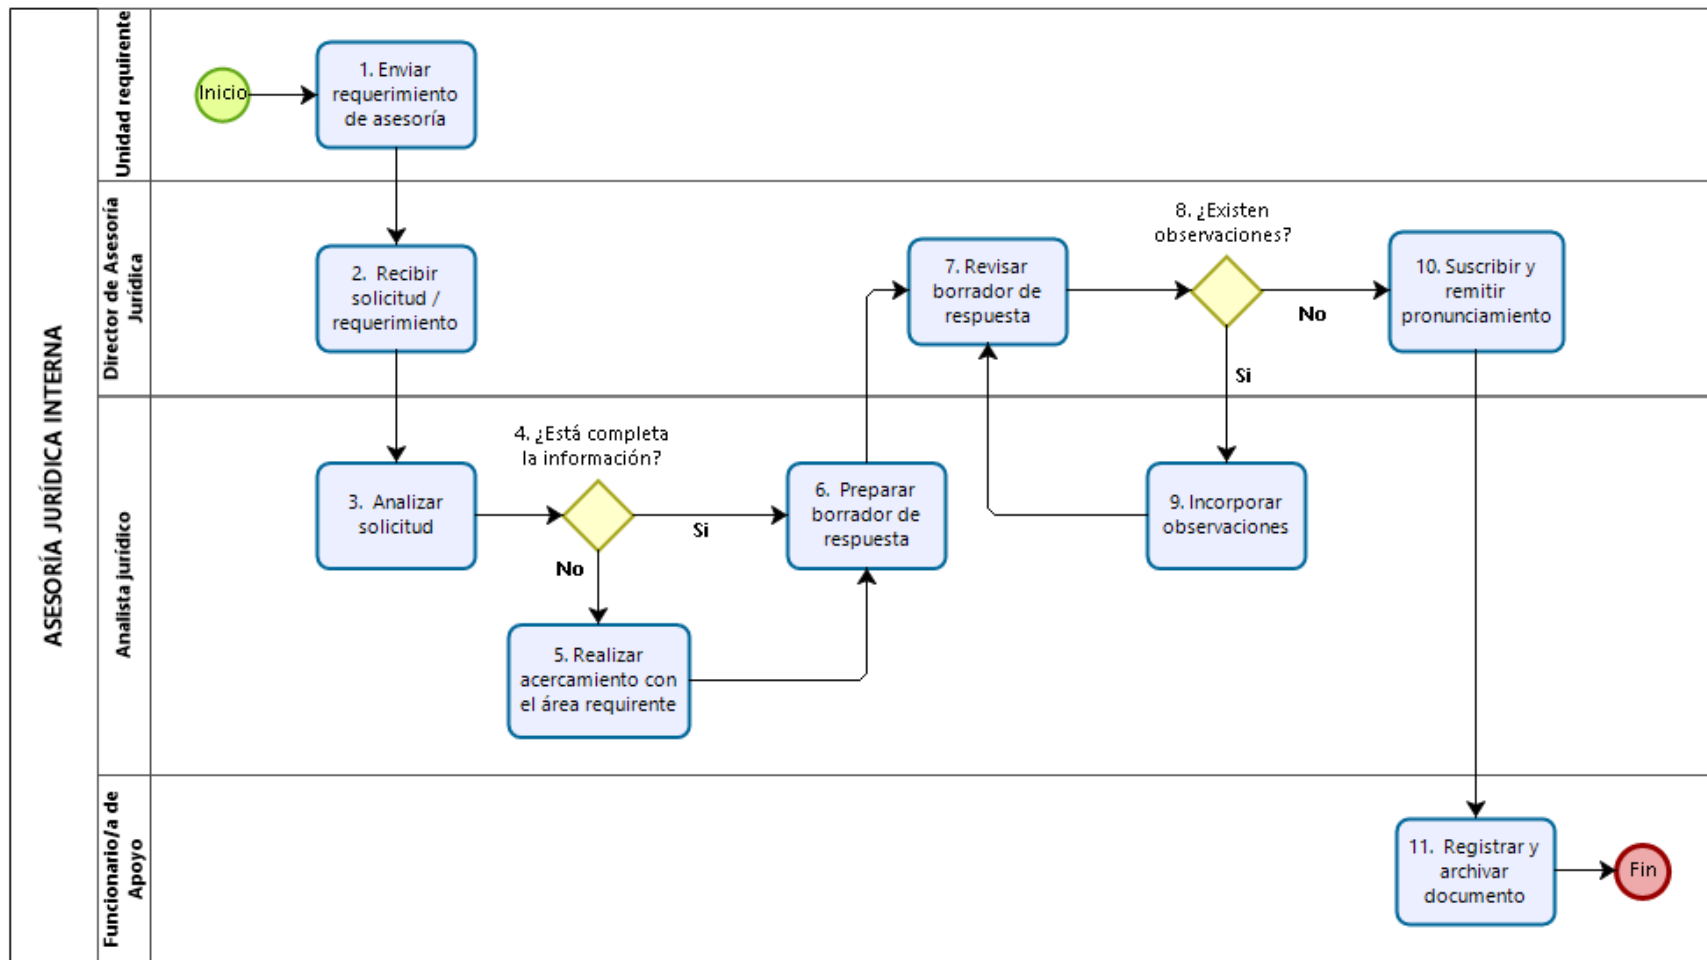 ASESORÍA JURÍDICA INTERNA
Unidad requirente
Inicio
1. Enviar
requerimiento
de asesoría
Director de Asesoría
Jurídica
2. Recibir
solicitud /
requerimiento
7. Revisar
borrador de
respuesta
8. ¿Existen
observaciones?
No
Si
10. Suscribir y
remitir
pronunciamiento
Analista jurídico
3. Analizar
solicitud
4. ¿Está completa
la información?
Si
No
5. Realizar
acercamiento con
el área requirente
6. Preparar
borrador de
respuesta
9. Incorporar
observaciones
Funcionario/a de
Apoyo
11. Registrar y
archivar
documento
Fin